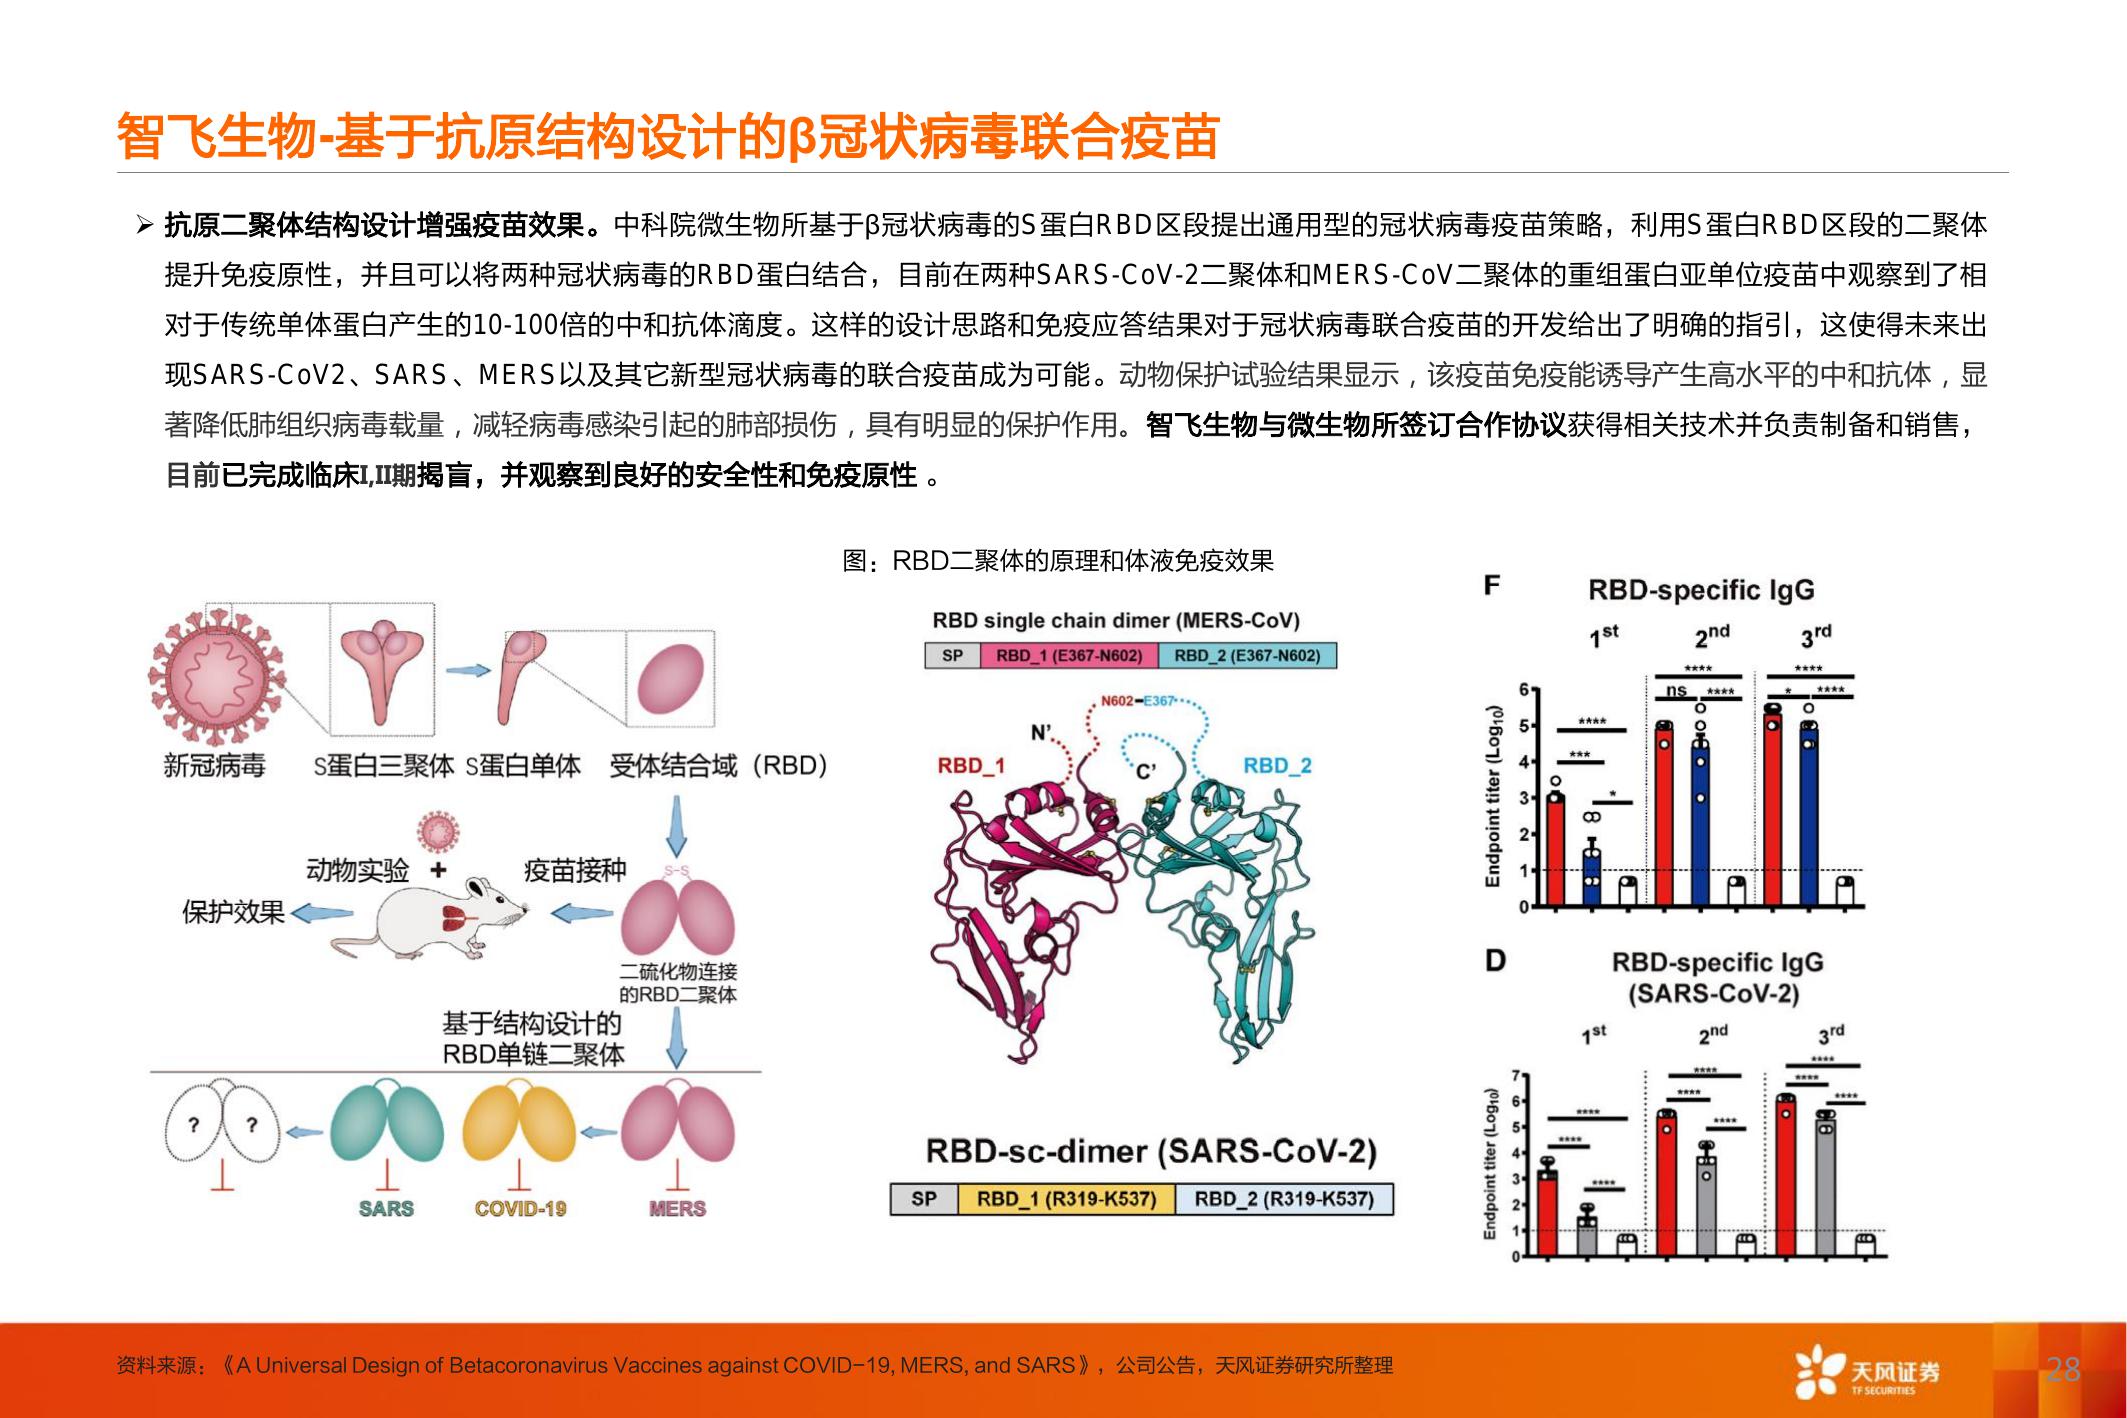 智飞生物-基于抗原结构设计的β冠状病毒联合疫苗
➢ 抗原二聚体结构设计增强疫苗效果。中科院微生物所基于β冠状病毒的S蛋白RBD区段提出通用型的冠状病毒疫苗策略，利用S蛋白RBD区段的二聚体
提升免疫原性，并且可以将两种冠状病毒的RBD蛋白结合，目前在两种SARS-CoV-2二聚体和MERS-CoV二聚体的重组蛋白亚单位疫苗中观察到了相
对于传统单体蛋白产生的10-100倍的中和抗体滴度。这样的设计思路和免疫应答结果对于冠状病毒联合疫苗的开发给出了明确的指引，这使得未来出
现SARS-CoV2、SARS、MERS以及其它新型冠状病毒的联合疫苗成为可能。动物保护试验结果显示，该疫苗免疫能诱导产生高水平的中和抗体，显
著降低肺组织病毒载量，减轻病毒感染引起的肺部损伤，具有明显的保护作用。智飞生物与微生物所签订合作协议获得相关技术并负责制备和销售，
目前已完成临床I,II期揭盲，并观察到良好的安全性和免疫原性 。
图：RBD二聚体的原理和体液免疫效果
新冠病毒
S蛋白三聚体
S蛋白单体
受体结合域（RBD）
动物实验
+
疫苗接种
S-S
保护效果
二硫化物连接
的RBD二聚体
基于结构设计的
RBD单链二聚体
? ?
SARS
COVID-19
MERS
RBD single chain dimer (MERS-CoV)
SP RBD_1 (E367-N602) RBD_2 (E367-N602)
N602-E367
N'
C'
RBD_1
RBD_2
RBD-sc-dimer (SARS-CoV-2)
SP RBD_1 (R319-K537) RBD_2 (R319-K537)
F
RBD-specific IgG
1st 2nd 3rd
**** ****
ns **** * ****
****
***
*
Endpoint titer (Log10)
6
5
4
3
2
1
0
D
RBD-specific IgG
(SARS-CoV-2)
1st 2nd 3rd
****
**** ****
**** ****
**** ****
****
****
Endpoint titer (Log10)
7
6
5
4
3
2
1
0
资料来源：《A Universal Design of Betacoronavirus Vaccines against COVID-19, MERS, and SARS》，公司公告，天风证券研究所整理
天风证券
TF SECURITIES
28